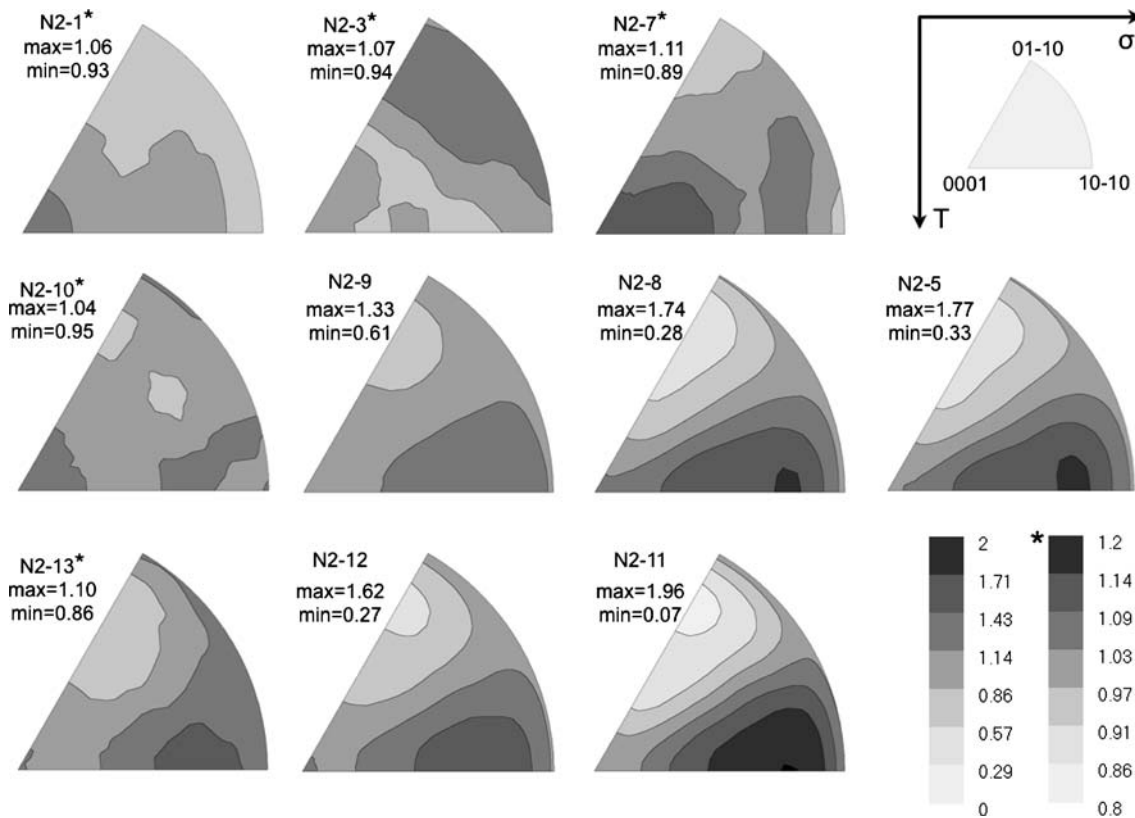 N2-1*
max=1.06
min=0.93
N2-3*
max=1.07
min=0.94
N2-7*
max=1.11
min=0.89
σ
01-10
0001
10-10
T
N2-10*
max=1.04
min=0.95
N2-9
max=1.33
min=0.61
N2-8
max=1.74
min=0.28
N2-5
max=1.77
min=0.33
N2-13*
max=1.10
min=0.86
N2-12
max=1.62
min=0.27
N2-11
max=1.96
min=0.07
2
1.71
1.43
1.14
0.86
0.57
0.29
0
*
1.2
1.14
1.09
1.03
0.97
0.91
0.86
0.8